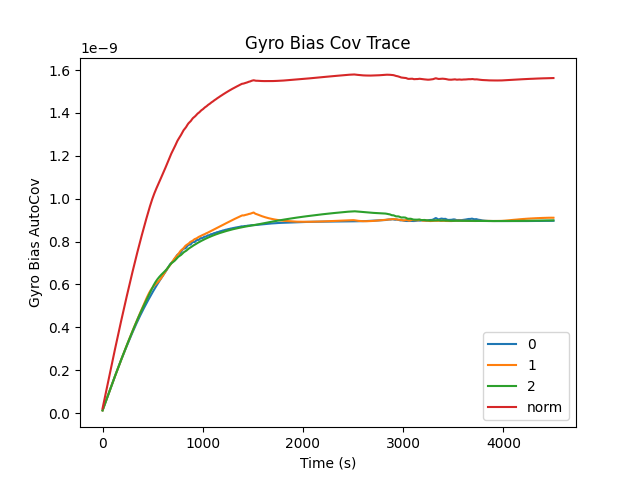 Gyro Bias Cov Trace
1e−9
1.6
1.4
1.2
1.0
0.8
0.6
0.4
0.2
0.0
Gyro Bias AutoCov
0
1
2
norm
0 1000 2000 3000 4000
Time (s)